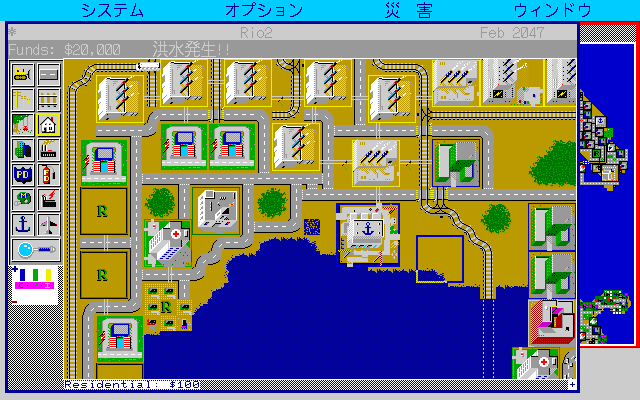 システム オプション 災害 ウィンドウ
Rio2 Feb 2047
Funds: $20.000 洪水発生!!
R
PD
R
R
Residential: $100